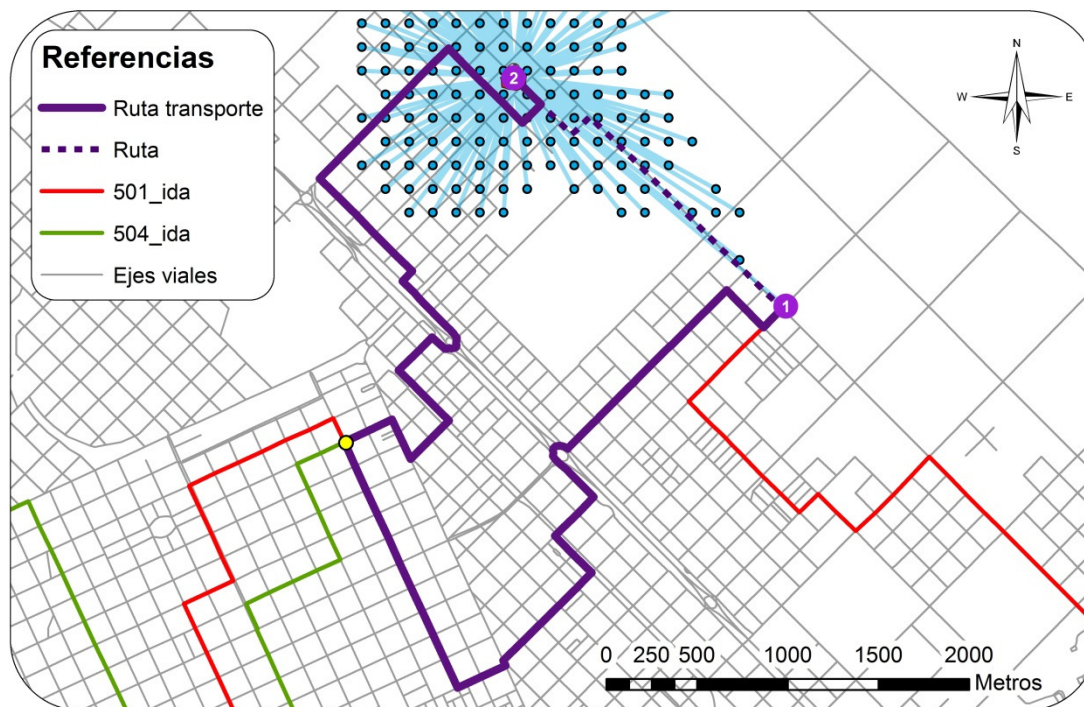 Referencias
Ruta transporte
Ruta
501_ida
504_ida
Ejes viales
2
1
N
W E
S
0 250 500 1000 1500 2000
Metros